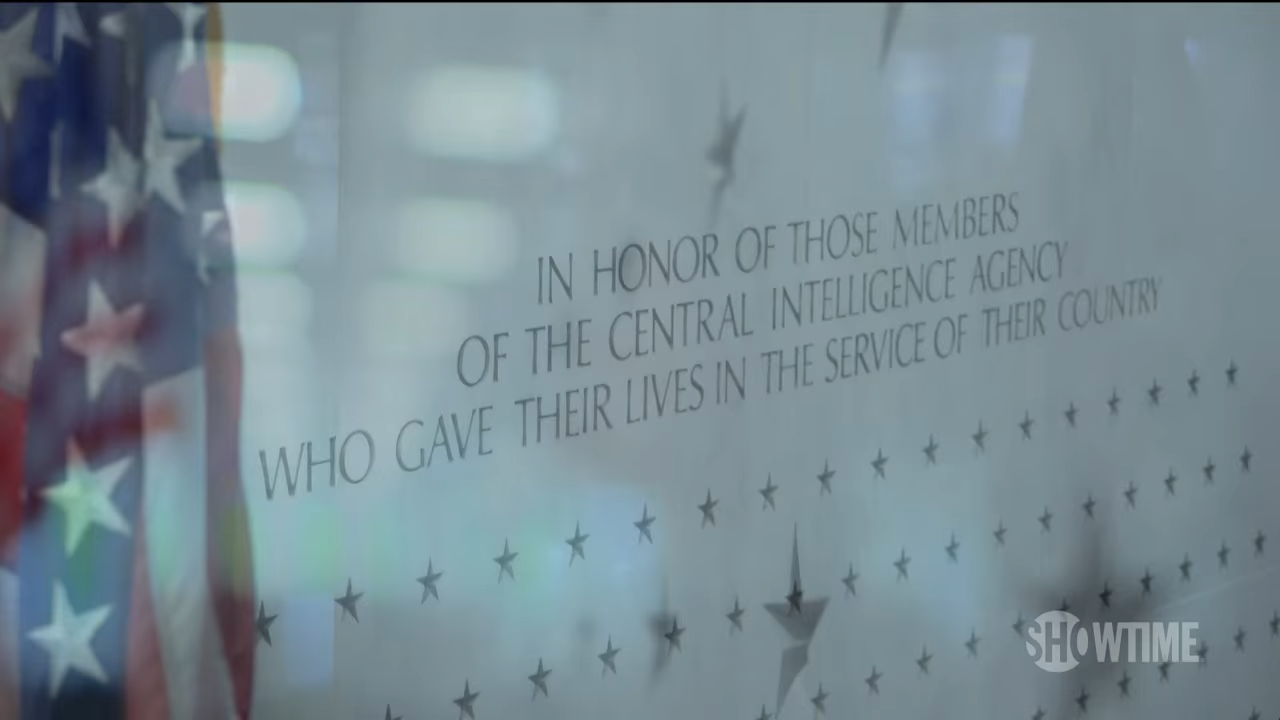 IN HONOR OF THOSE MEMBERS
OF THE CENTRAL INTELLIGENCE AGENCY
WHO GAVE THEIR LIVES IN THE SERVICE OF THEIR COUNTRY
SHOWTIME